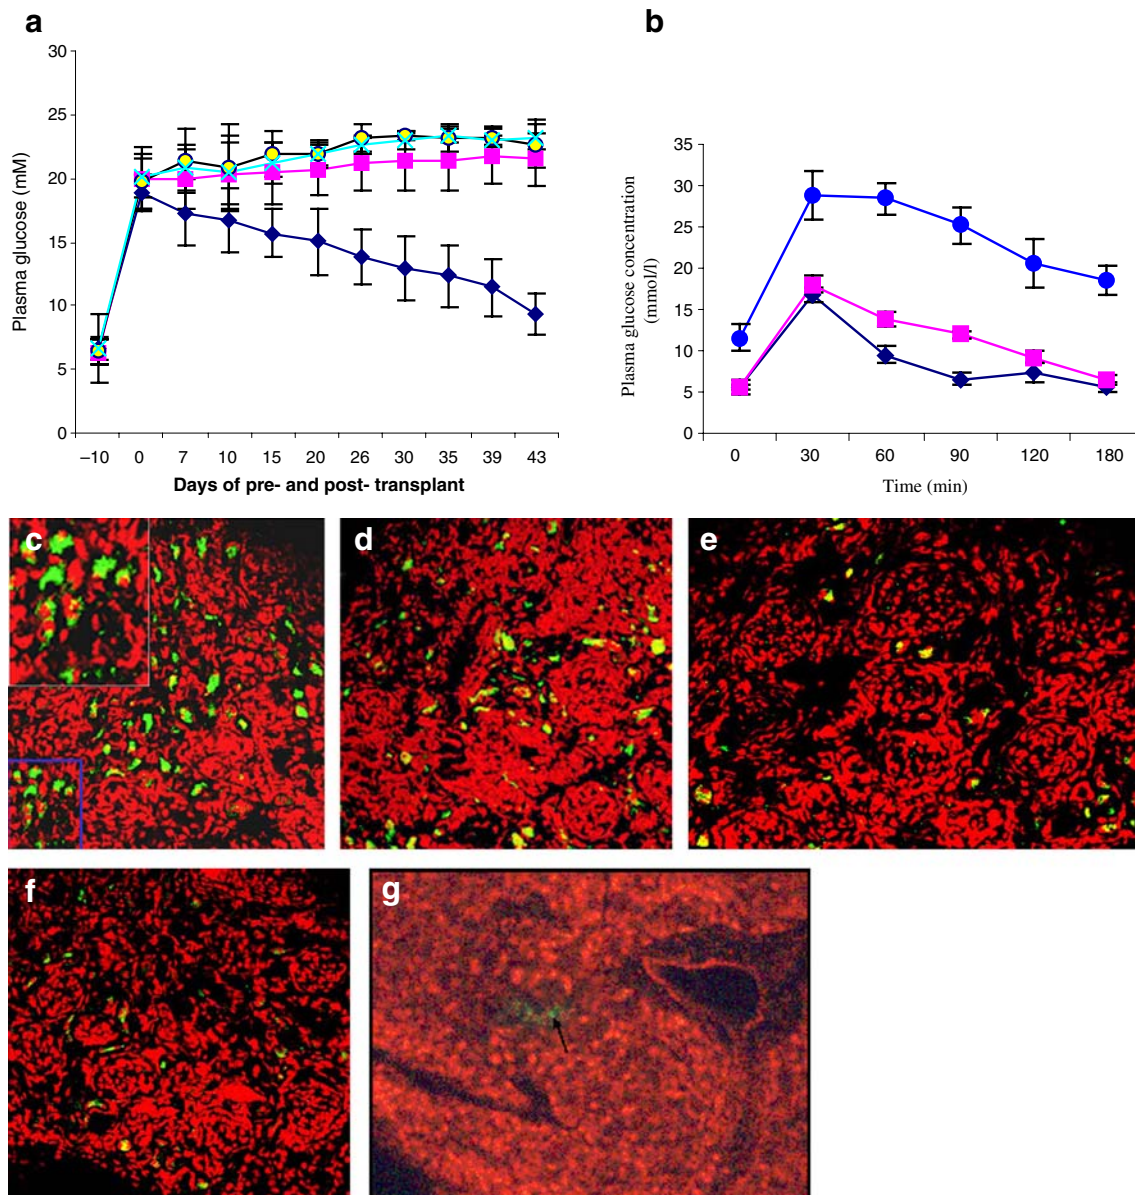 a
30
25
20
15
10
5
0
Plasma glucose (mM)
–10 0 7 10 15 20 26 30 35 39 43
Days of pre- and post- transplant
b
35
30
25
20
15
10
5
0
Plasma glucose concentration
(mmol/l)
0 30 60 90 120 180
Time (min)
c
d
e
f
g